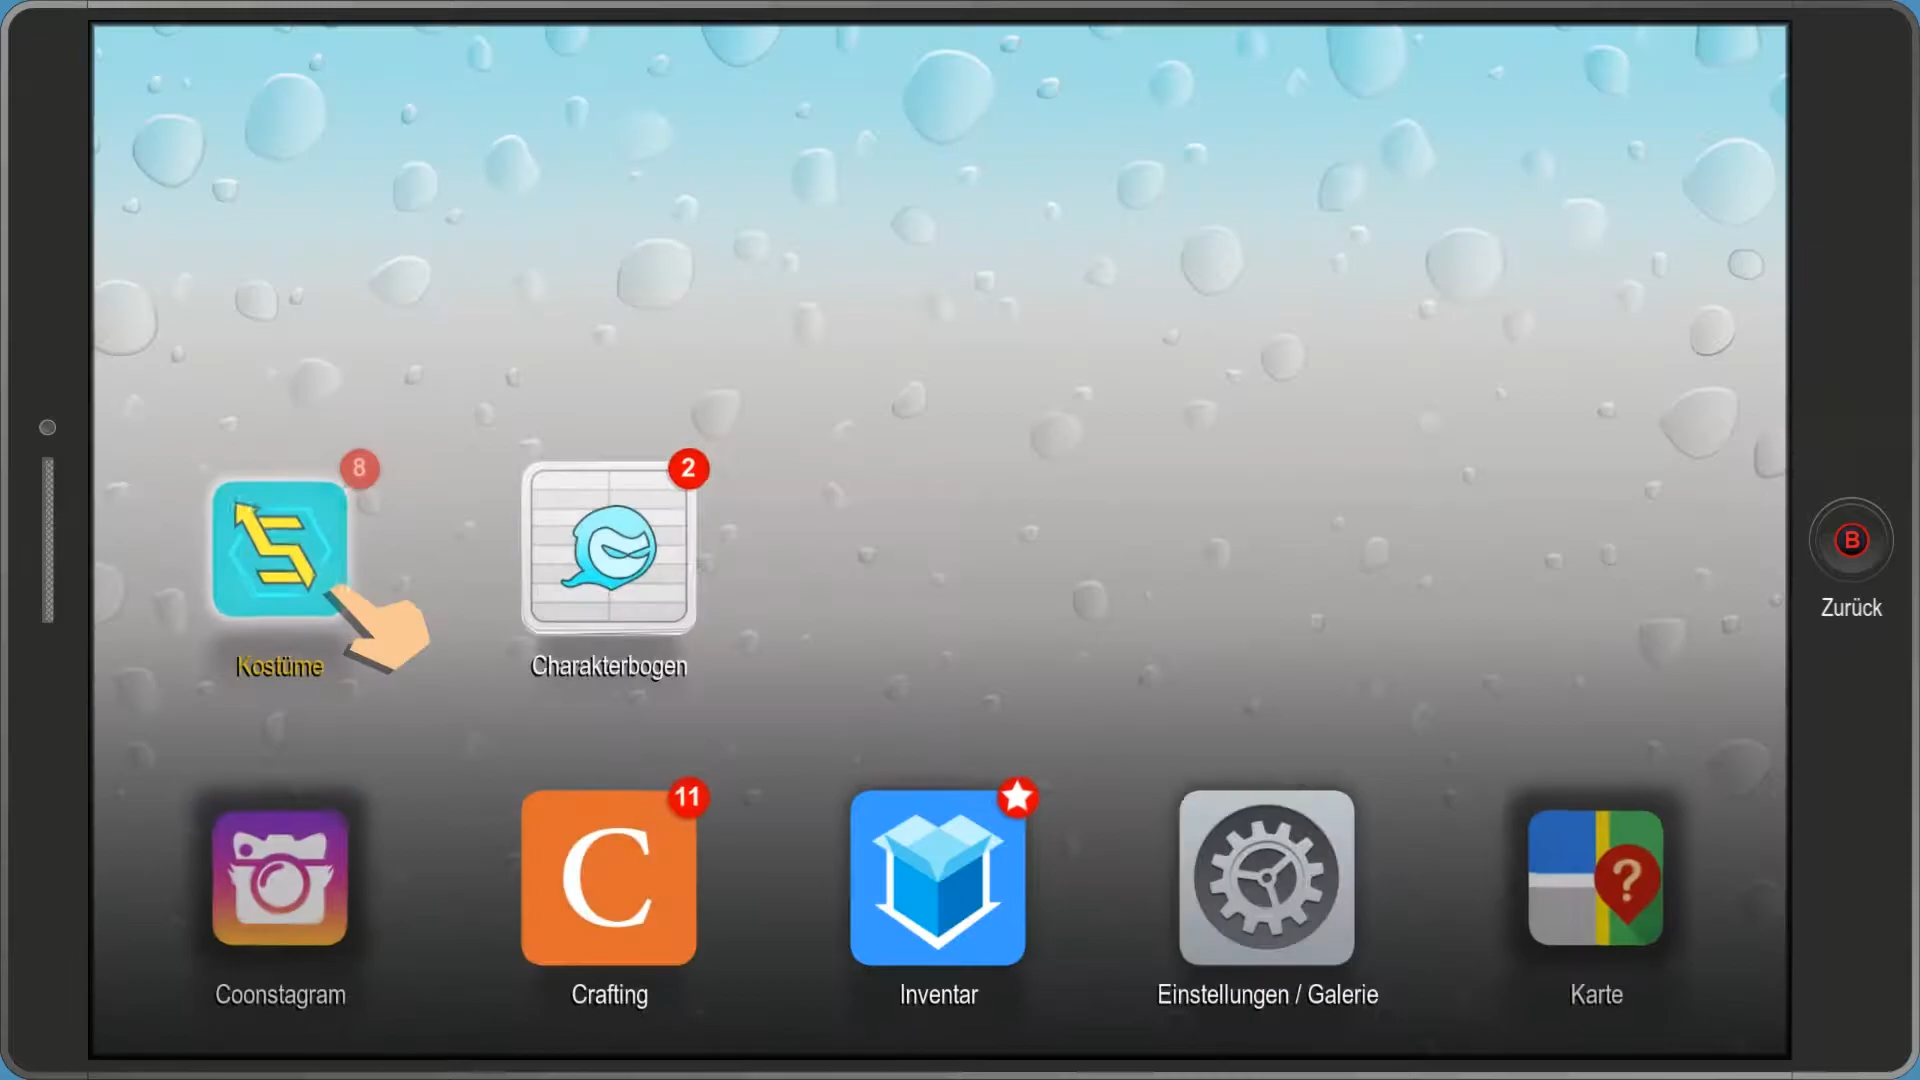 8
2
Kostüme
Charakterbogen
B
Zurück
11
C
?
Coonstagram
Crafting
Inventar
Einstellungen / Galerie
Karte